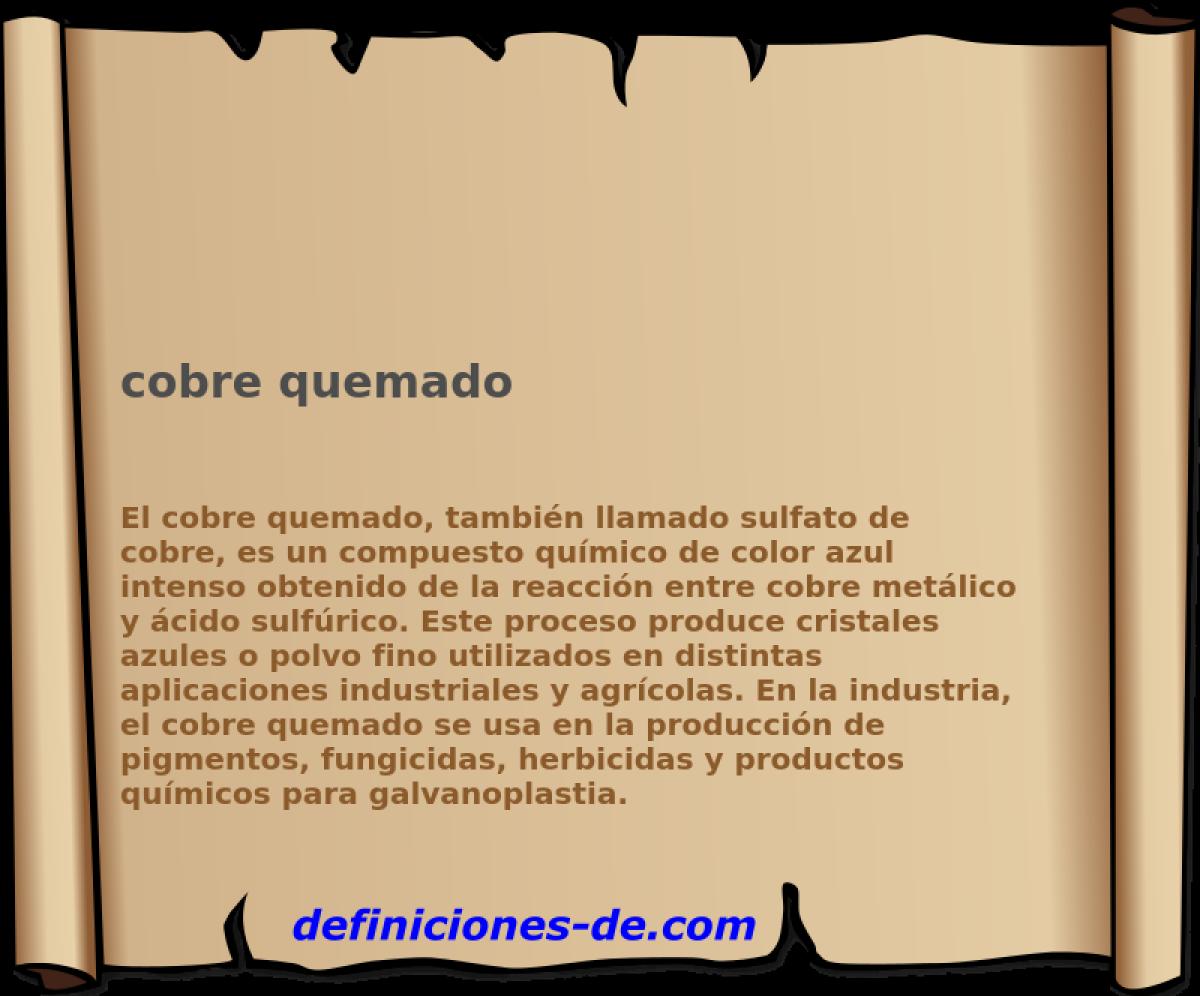 cobre quemado
El cobre quemado, también llamado sulfato de
cobre, es un compuesto químico de color azul
intenso obtenido de la reacción entre cobre metálico
y ácido sulfúrico. Este proceso produce cristales
azules o polvo fino utilizados en distintas
aplicaciones industriales y agrícolas. En la industria,
el cobre quemado se usa en la producción de
pigmentos, fungicidas, herbicidas y productos
químicos para galvanoplastia.
definiciones-de.com